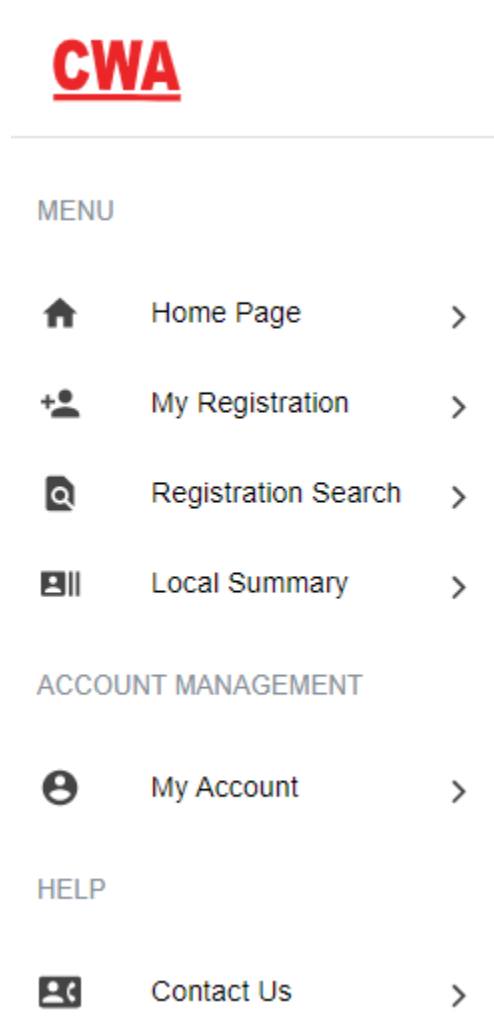 CWA
MENU
Home Page
My Registration
Registration Search
Local Summary
ACCOUNT MANAGEMENT
My Account
HELP
Contact Us